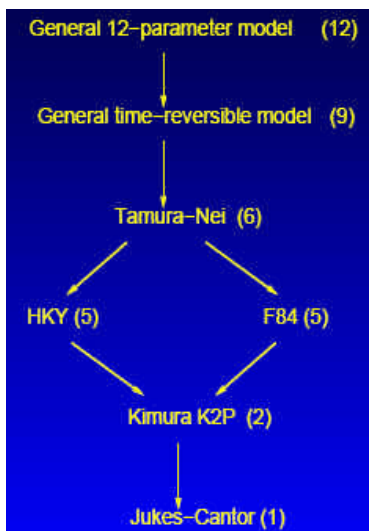 General 12-parameter model (12)
General time-reversible model (9)
Tamura-Nei (6)
HKY (5)
F84 (5)
Kimura K2P (2)
Jukes-Cantor (1)